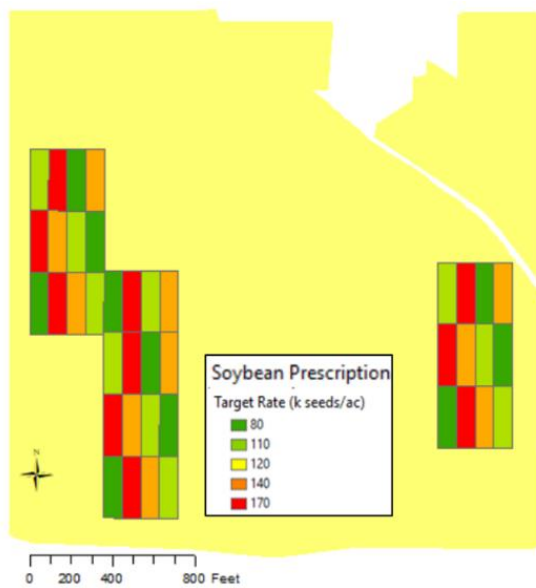 Soybean Prescription
Target Rate (k seeds/ac)
80
110
120
140
170
N
0 200 400 800 Feet